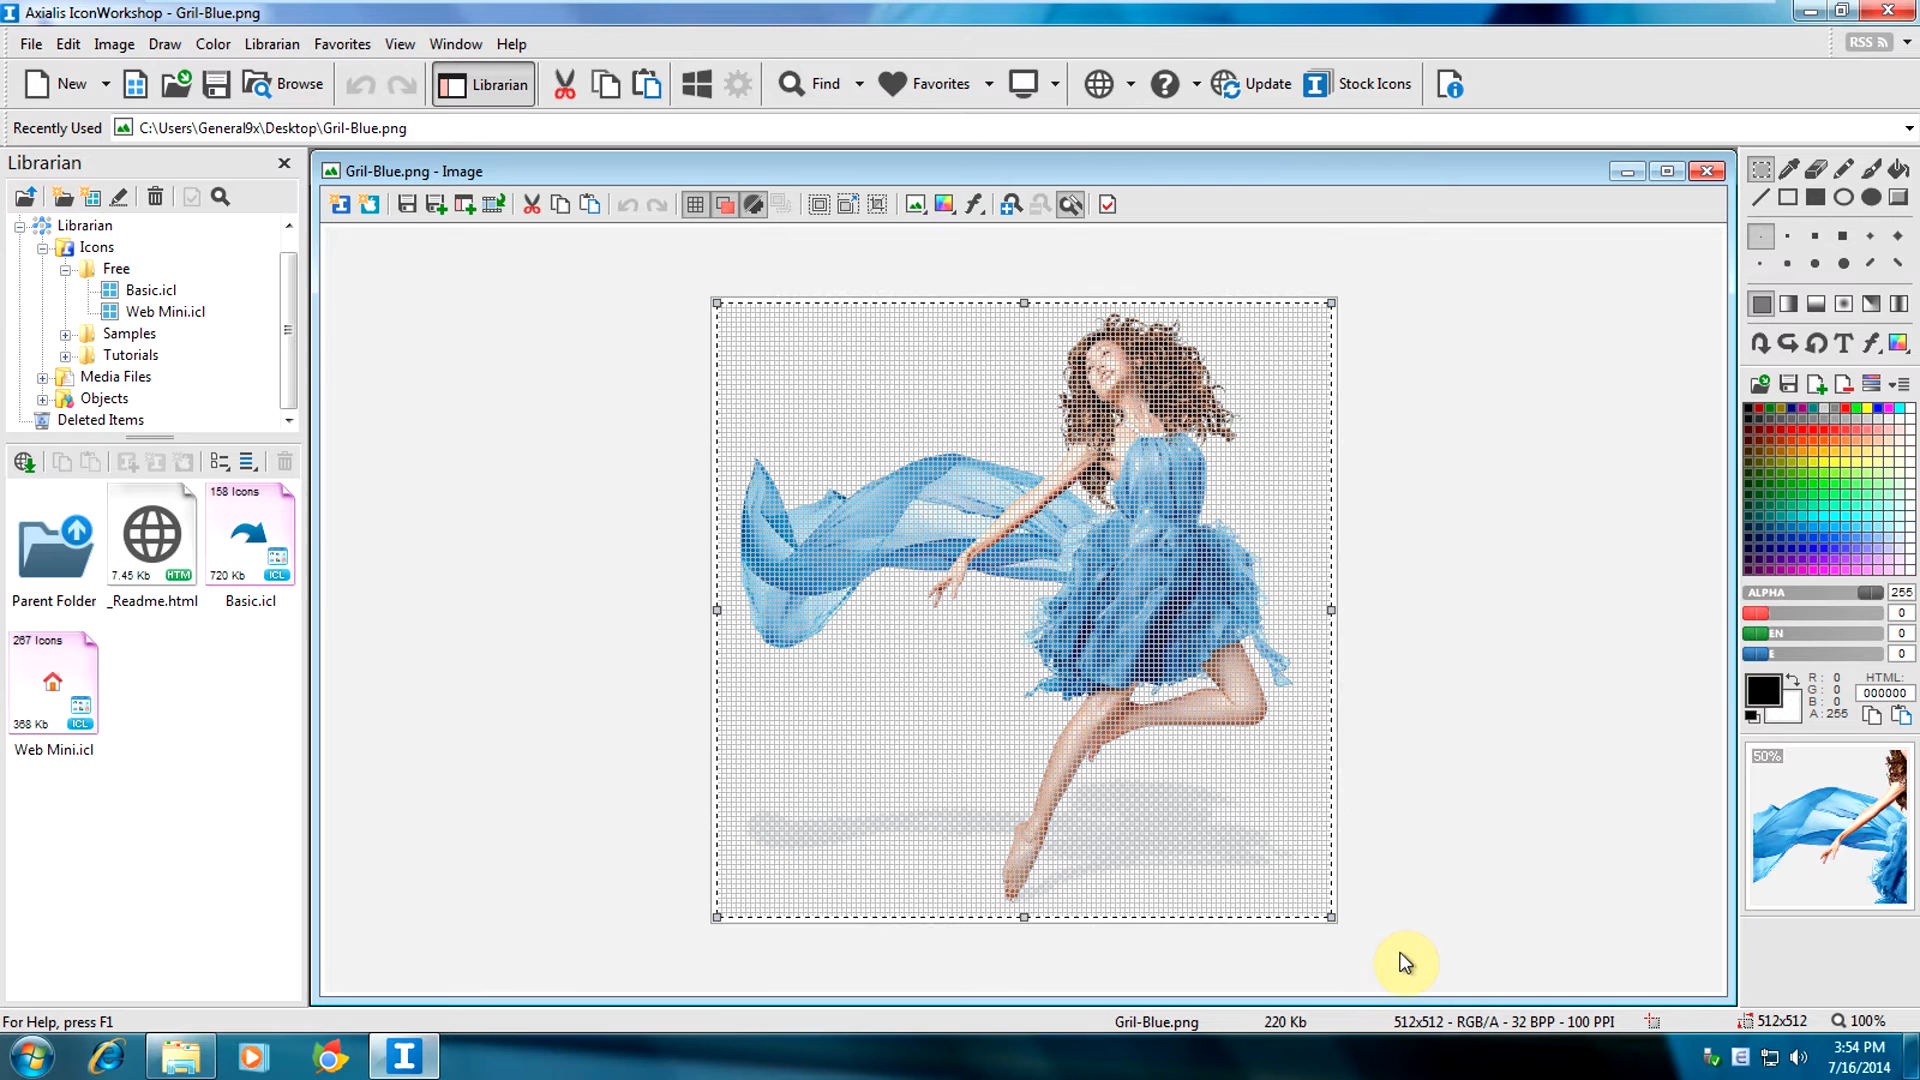 Axialis IconWorkshop - Gril-Blue.png
File Edit Image Draw Color Librarian Favorites View Window Help
RSS
New Browse Librarian Find Favorites Update Stock Icons
Recently Used C:\Users\General9x\Desktop\Gril-Blue.png
Librarian
Gril-Blue.png - Image
Librarian
Icons
Free
Basic.icl
Web Mini.icl
Samples
Tutorials
Media Files
Objects
Deleted Items
158 Icons
7.45 Kb HTM
720 Kb ICL
Parent Folder _Readme.html Basic.icl
267 Icons
368 Kb ICL
Web Mini.icl
ALPHA 255
0
EN 0
E 0
R: 0
G: 0
B: 0
A: 255
HTML:
000000
50%
For Help, press F1 Gril-Blue.png 220 Kb 512x512 - RGB/A - 32 BPP - 100 PPI 512x512 100%
3:54 PM
7/16/2014